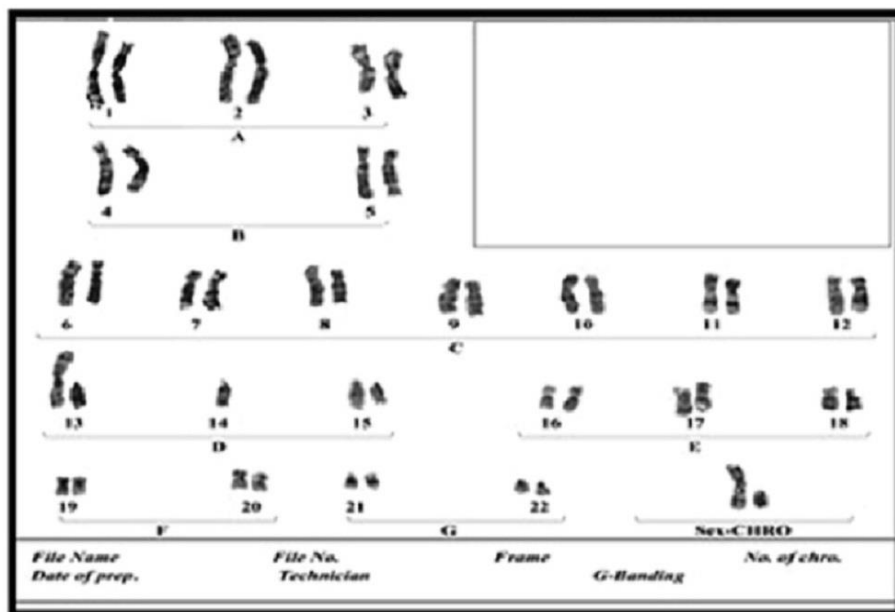 1 2 3
A
4 5
B
6 7 8 9 10 11 12
C
13 14 15 16 17 18
D E
19 20 21 22
F G Sex-CHRO
File Name File No. Frame No. of chro.
Date of prep. Technician G-Banding